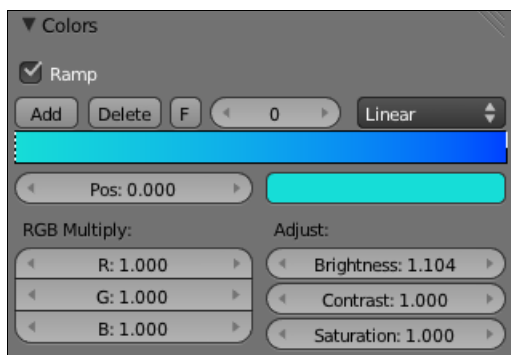 Colors
Ramp
Add Delete F 0 Linear
Pos: 0.000
RGB Multiply: Adjust:
R: 1.000 Brightness: 1.104
G: 1.000 Contrast: 1.000
B: 1.000 Saturation: 1.000